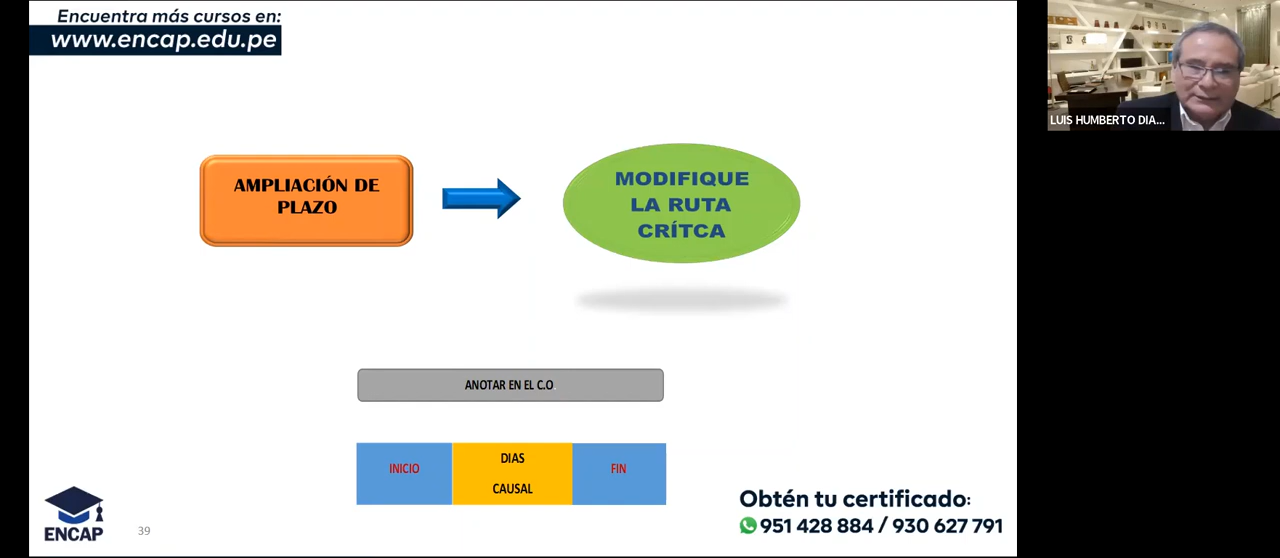 Encuentra más cursos en:
www.encap.edu.pe
LUIS HUMBERTO DIA...
AMPLIACIÓN DE
PLAZO
MODIFIQUE
LA RUTA
CRÍTCA
ANOTAR EN EL C.O.
INICIO
DIAS
CAUSAL
FIN
ENCAP
39
Obtén tu certificado:
951 428 884 / 930 627 791